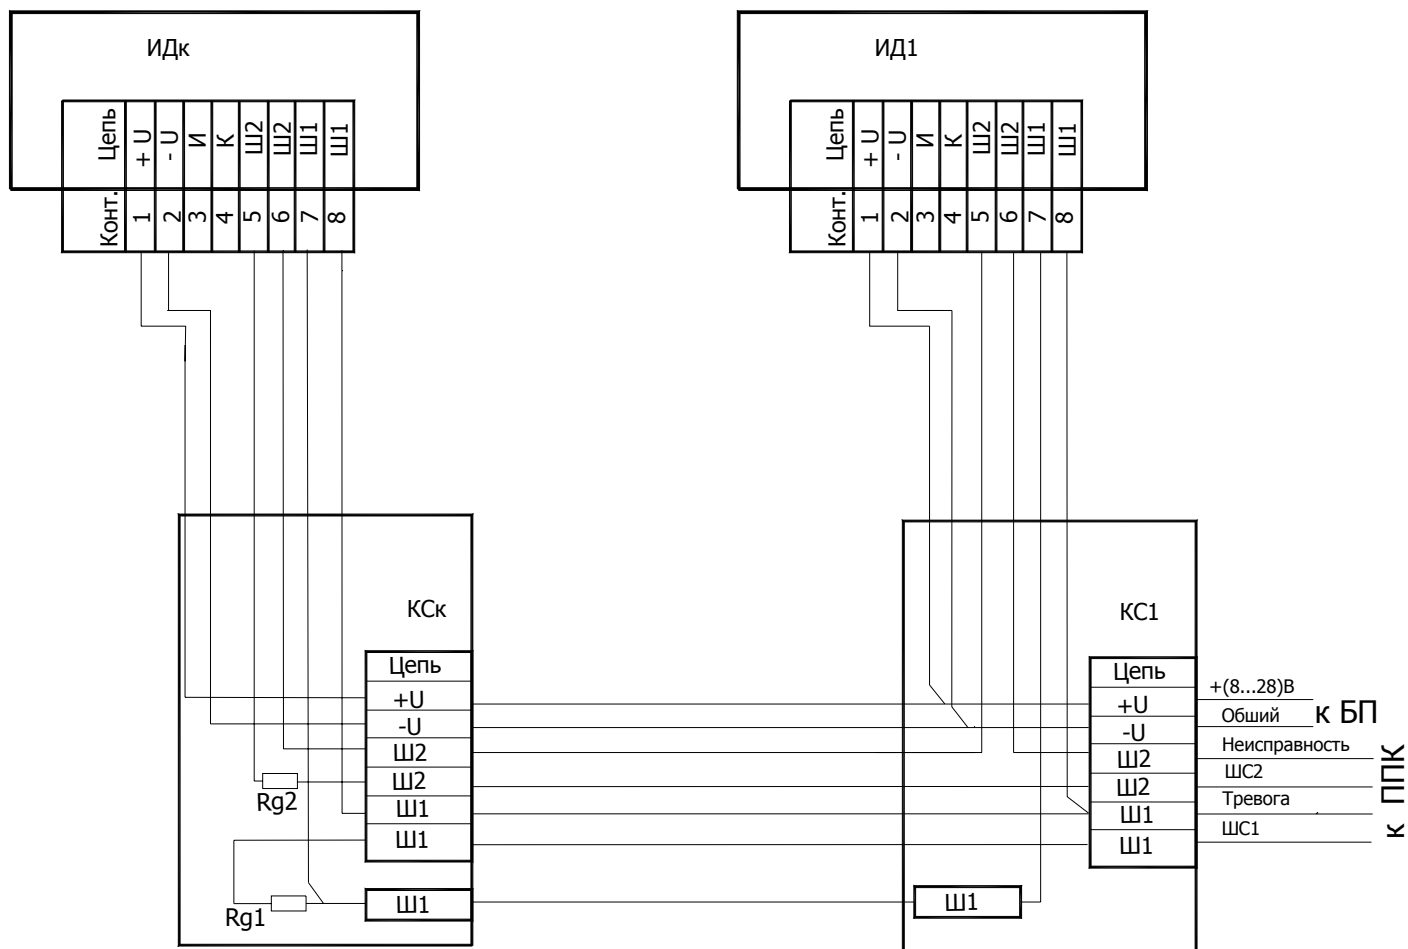 ИДк
Цепь
+ U
- U
И
К
Ш2
Ш2
Ш1
Ш1
Конт.
1
2
3
4
5
6
7
8
ИД1
Цепь
+ U
- U
И
К
Ш2
Ш2
Ш1
Ш1
Конт.
1
2
3
4
5
6
7
8
КСк
Цепь
+U
-U
Ш2
Ш2
Ш1
Ш1
Ш1
Rg2
Rg1
КС1
Цепь
+U
-U
Ш2
Ш2
Ш1
Ш1
Ш1
+(8...28)В
Обший
к БП
Неисправность
ШС2
Тревога
ШС1
к ППК